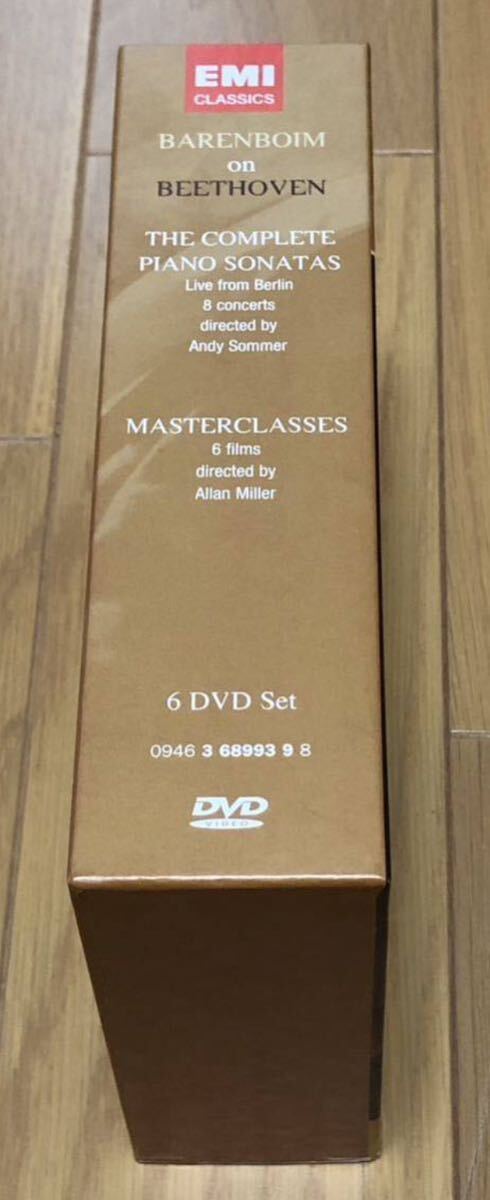 EMI
CLASSICS
BARENBOIM
on
BEETHOVEN
THE COMPLETE
PIANO SONATAS
Live from Berlin
8 concerts
directed by
Andy Sommer
MASTERCLASSES
6 films
directed by
Allan Miller
6 DVD Set
0946 3 68993 9 8
DVD
VIDEO